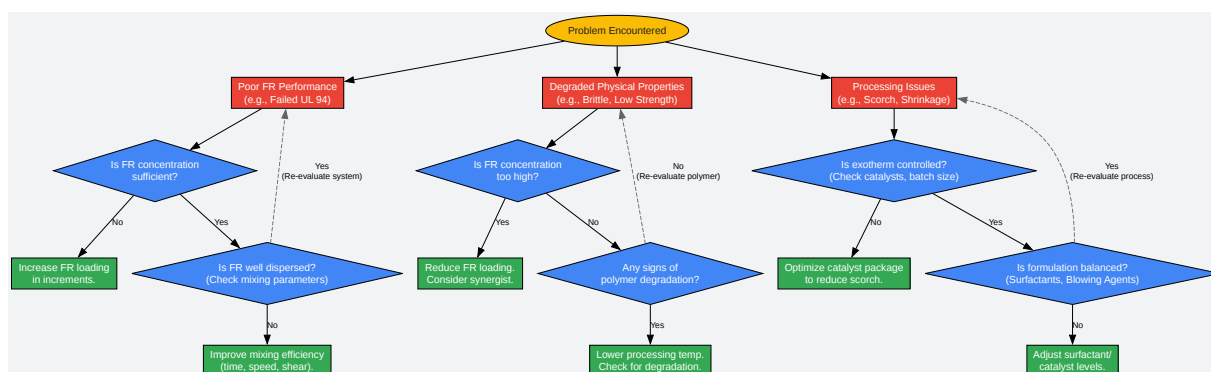 Problem Encountered
Poor FR Performance
(e.g., Failed UL 94)
Degraded Physical Properties
(e.g., Brittle, Low Strength)
Processing Issues
(e.g., Scorch, Shrinkage)
Is FR concentration
sufficient?
Yes
(Re-evaluate system)
Is FR concentration
too high?
No
(Re-evaluate polymer)
Is exotherm controlled?
(Check catalysts, batch size)
Yes
(Re-evaluate process)
No
Yes
Yes
No
No
Yes
Increase FR loading
in increments.
Is FR well dispersed?
(Check mixing parameters)
Reduce FR loading.
Consider synergist.
Any signs of
polymer degradation?
Optimize catalyst package
to reduce scorch.
Is formulation balanced?
(Surfactants, Blowing Agents)
No
Yes
No
Improve mixing efficiency
(time, speed, shear).
Lower processing temp.
Check for degradation.
Adjust surfactant/
catalyst levels.